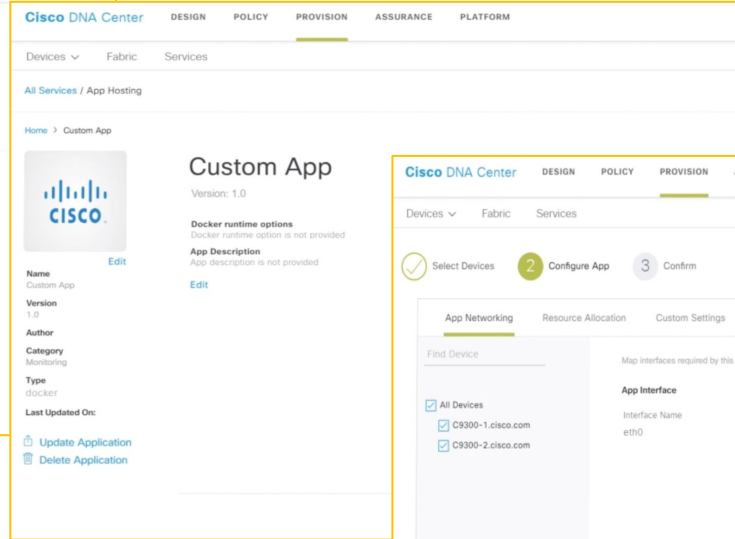 Cisco DNA Center DESIGN POLICY PROVISION ASSURANCE PLATFORM
Devices Fabric Services
All Services / App Hosting
Home > Custom App
CISCO
Edit
Name
Custom App
Version
1.0
Author
Category
Monitoring
Type
docker
Last Updated On:
Update Application
Delete Application
Custom App
Version: 1.0
Docker runtime options
Docker runtime option is not provided
App Description
App description is not provided
Edit
Cisco DNA Center DESIGN POLICY PROVISION
Devices Fabric Services
Select Devices 2 Configure App 3 Confirm
App Networking Resource Allocation Custom Settings
Find Device
All Devices
C9300-1.cisco.com
C9300-2.cisco.com
Map interfaces required by this
App Interface
Interface Name
eth0